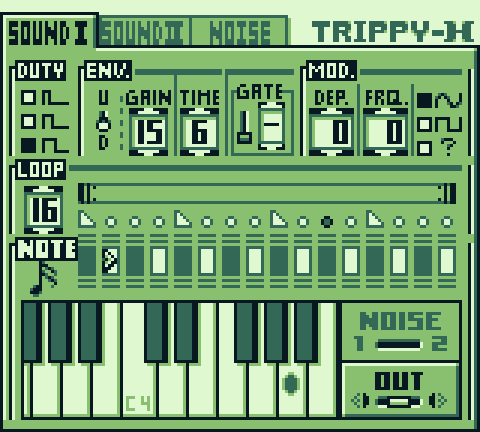 SOUND I SOUND II NOISE TRIPPY-H
DUTY ENV. MOD.
U GAIN TIME GATE DEP. FRQ.
15 6 - 0 0
D ?
LOOP
16
NOTE
NOISE
1 2
OUT
C4